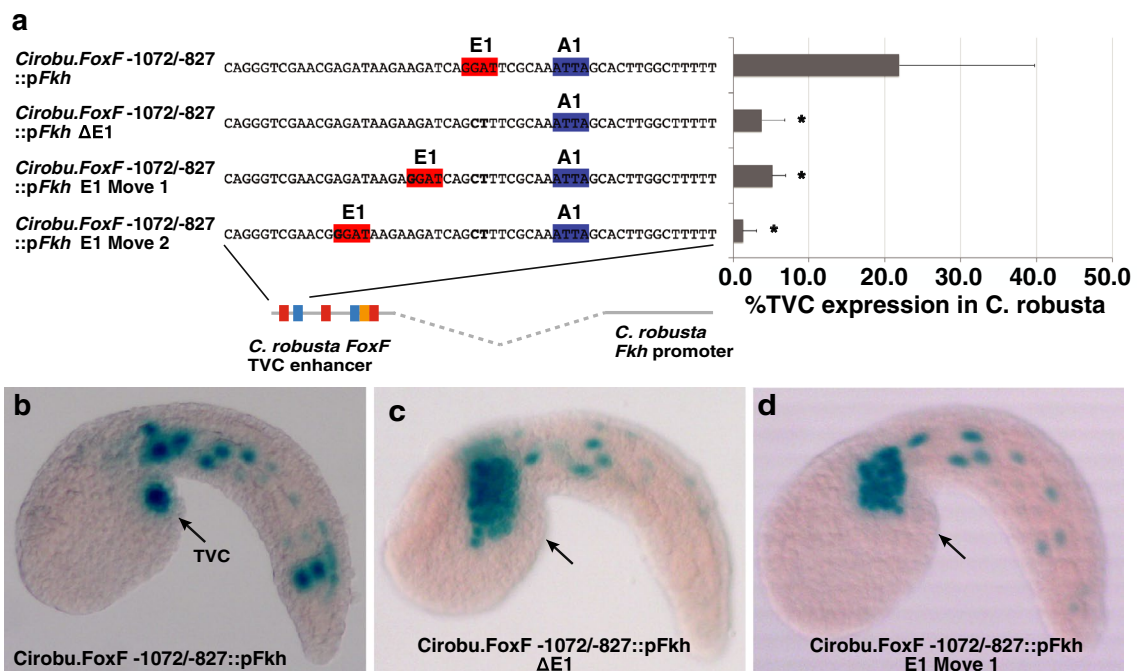 a
E1 A1
Cirobu.FoxF -1072/-827
::pFkh
CAGGGTCGAACGAGATAAGAAGATCAGGATTCGCAAATTAGCACTTGGCTTTTT
A1
Cirobu.FoxF -1072/-827
::pFkh ΔE1
CAGGGTCGAACGAGATAAGAAGATCAGCTTTCGCAAATTAGCACTTGGCTTTTT
*
E1 A1
Cirobu.FoxF -1072/-827
::pFkh E1 Move 1
CAGGGTCGAACGAGATAAGAGGATCAGCTTTCGCAAATTAGCACTTGGCTTTTT
*
E1 A1
Cirobu.FoxF -1072/-827
::pFkh E1 Move 2
CAGGGTCGAACGGGATAAGAAGATCAGCTTTCGCAAATTAGCACTTGGCTTTTT
*
0.0 10.0 20.0 30.0 40.0 50.0
%TVC expression in C. robusta
C. robusta FoxF
TVC enhancer
C. robusta
Fkh promoter
b
TVC
Cirobu.FoxF -1072/-827::pFkh
c
Cirobu.FoxF -1072/-827::pFkh
ΔE1
d
Cirobu.FoxF -1072/-827::pFkh
E1 Move 1